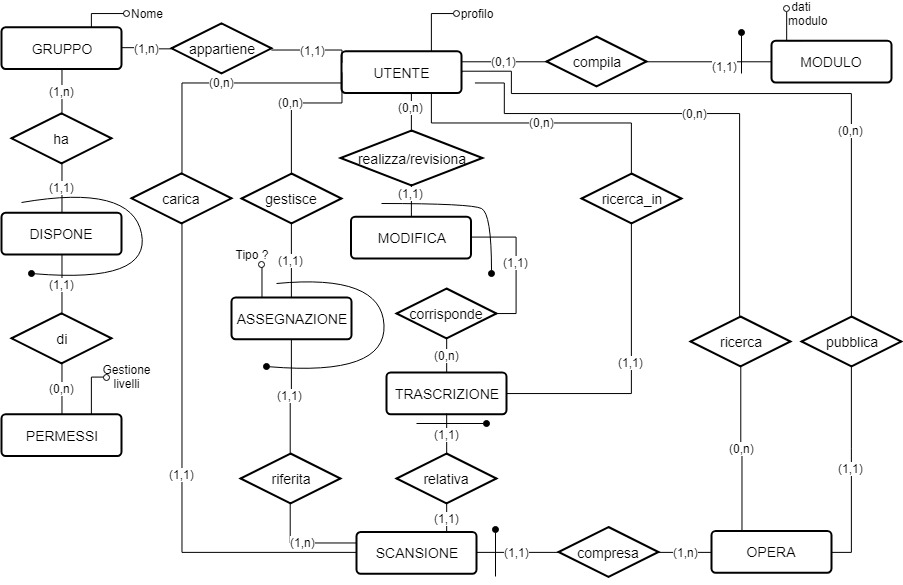 Nome
profilo
dati
modulo
GRUPPO
(1,n)
appartiene
(1,1)
UTENTE
(0,1)
compila
(1,1)
MODULO
(0,n)
(1,n)
(0,n)
(0,n)
(0,n)
(0,n)
(0,n)
ha
realizza/revisiona
(1,1)
(1,1)
carica
gestisce
ricerca_in
DISPONE
MODIFICA
Tipo ?
(1,1)
(1,1)
(1,1)
ASSEGNAZIONE
corrisponde
di
ricerca
pubblica
(0,n)
(1,1)
Gestione
livelli
(0,n)
(1,1)
TRASCRIZIONE
PERMESSI
(1,1)
(0,n)
(1,1)
(1,1)
riferita
relativa
(1,1)
(1,n)
SCANSIONE
(1,1)
compresa
(1,n)
OPERA